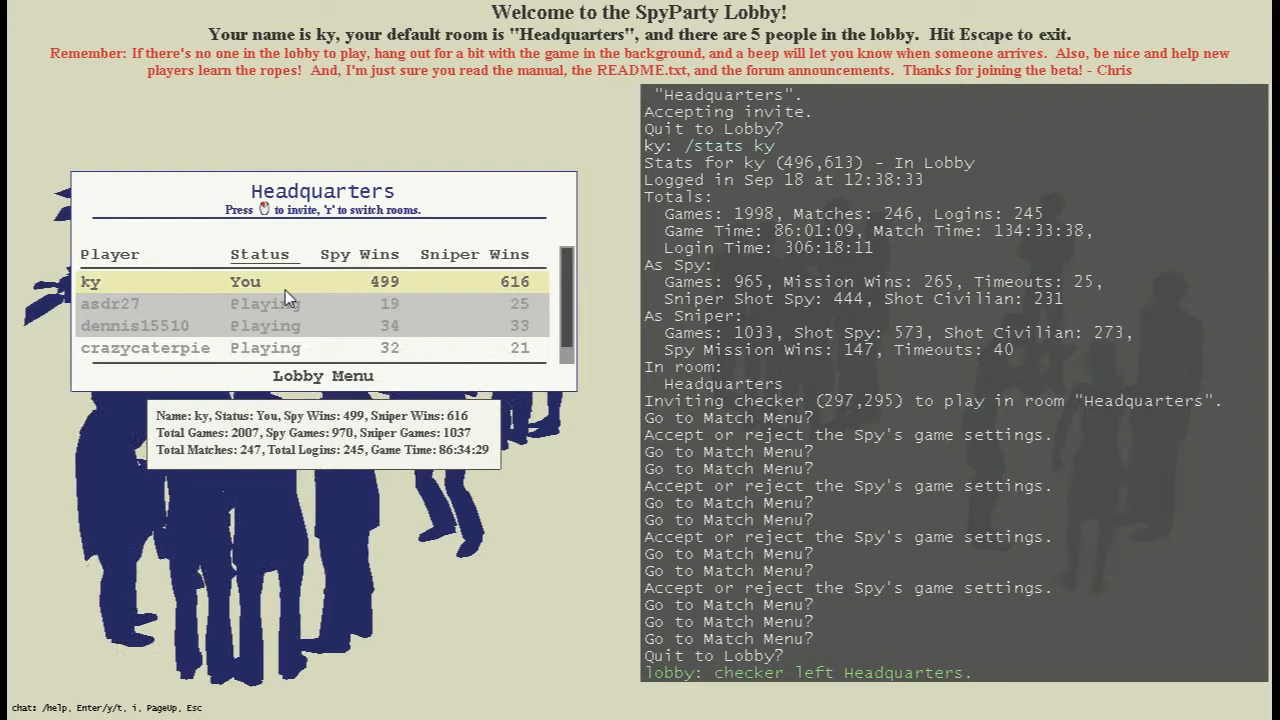 Welcome to the SpyParty Lobby!
Your name is ky, your default room is "Headquarters", and there are 5 people in the lobby.  Hit Escape to exit.
Remember: If there's no one in the lobby to play, hang out for a bit with the game in the background, and a beep will let you know when someone arrives.  Also, be nice and help new
players learn the ropes!  And, I'm just sure you read the manual, the README.txt, and the forum announcements.  Thanks for joining the beta! - Chris
Headquarters
Press to invite, 'r' to switch rooms.
Player Status Spy Wins Sniper Wins
ky You 499 616
asdr27 Playing 19 25
dennis15510 Playing 34 33
crazycaterpie Playing 32 21
Lobby Menu
Name: ky, Status: You, Spy Wins: 499, Sniper Wins: 616
Total Games: 2007, Spy Games: 970, Sniper Games: 1037
Total Matches: 247, Total Logins: 245, Game Time: 86:34:29
"Headquarters".
Accepting invite.
Quit to Lobby?
ky: /stats ky
Stats for ky (496,613) - In Lobby
Logged in Sep 18 at 12:38:33
Totals:
Games: 1998, Matches: 246, Logins: 245
Game Time: 86:01:09, Match Time: 134:33:38,
Login Time: 306:18:11
As Spy:
Games: 965, Mission Wins: 265, Timeouts: 25,
Sniper Shot Spy: 444, Shot Civilian: 231
As Sniper:
Games: 1033, Shot Spy: 573, Shot Civilian: 273,
Spy Mission Wins: 147, Timeouts: 40
In room:
Headquarters
Inviting checker (297,295) to play in room "Headquarters".
Go to Match Menu?
Accept or reject the Spy's game settings.
Go to Match Menu?
Go to Match Menu?
Accept or reject the Spy's game settings.
Go to Match Menu?
Go to Match Menu?
Accept or reject the Spy's game settings.
Go to Match Menu?
Go to Match Menu?
Accept or reject the Spy's game settings.
Go to Match Menu?
Go to Match Menu?
Go to Match Menu?
Quit to Lobby?
lobby: checker left Headquarters.
chat: /help, Enter/y/t, i, PageUp, Esc